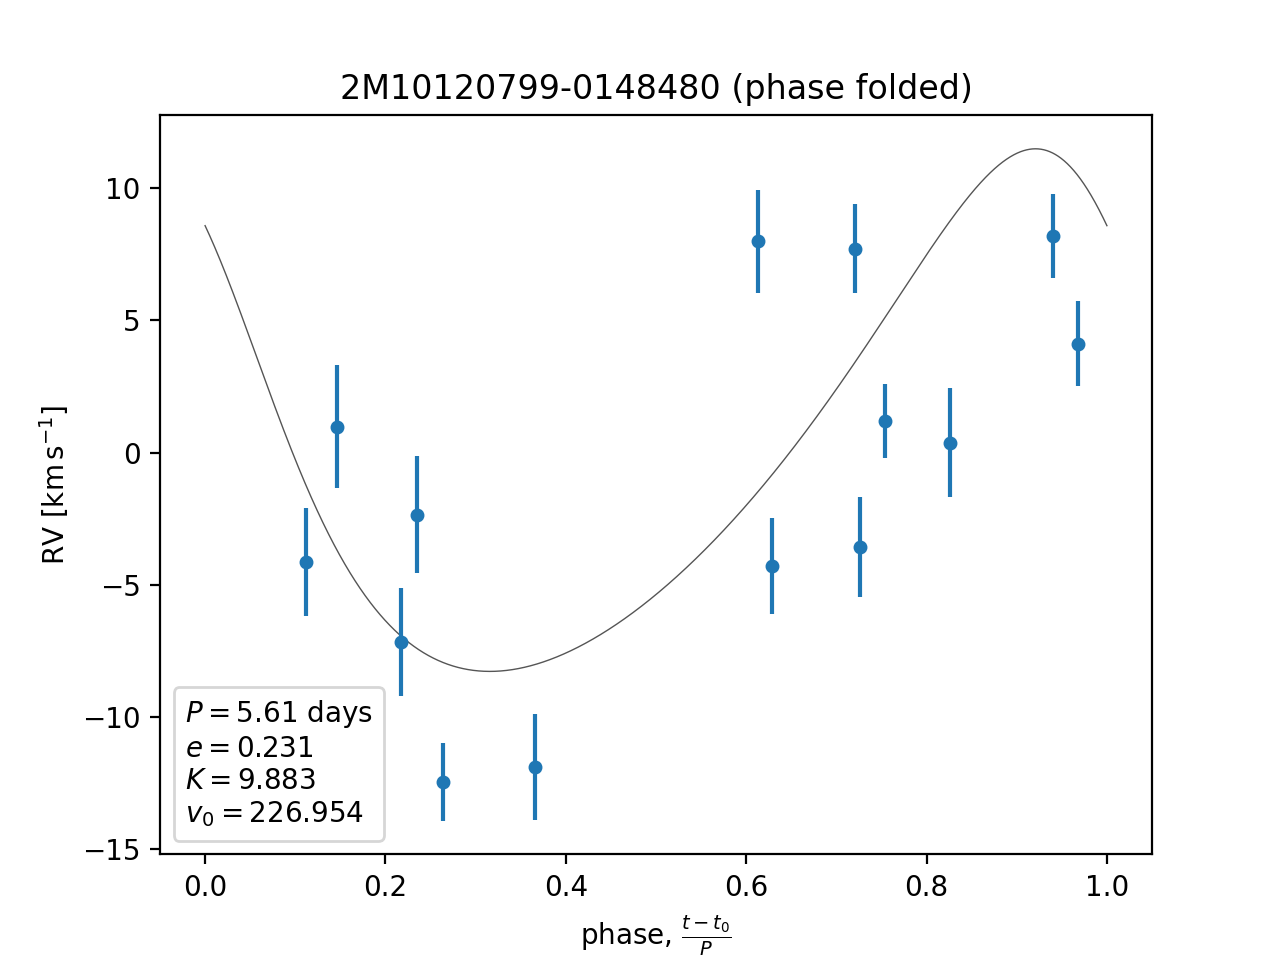 2M10120799-0148480 (phase folded)
RV [km s⁻¹]
10
5
0
−5
−10
−15
P = 5.61 days
e = 0.231
K = 9.883
v₀ = 226.954
0.0 0.2 0.4 0.6 0.8 1.0
phase, (t − t₀)/P